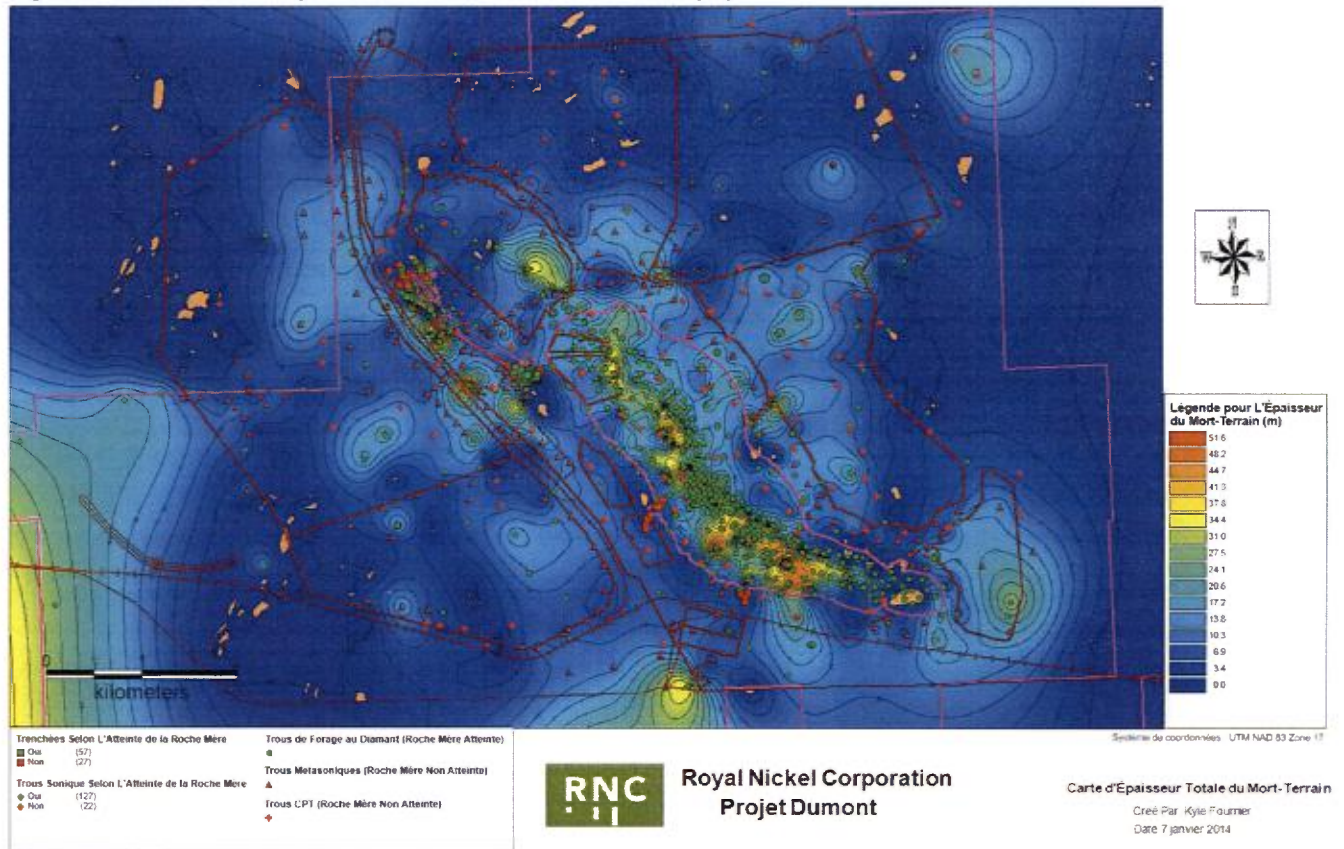 N
W
E
S
Légende pour L'Épaisseur
du Mort-Terrain (m)
51.6
48.2
44.7
41.3
37.8
34.4
31.0
27.5
24.1
20.6
17.2
13.8
10.3
6.9
3.4
0.0
0
kilometers
Système de coordonnées : UTM NAD 83 Zone 17
Trenchées Selon L'Atteinte de la Roche Mère
Oui (57)
Non (27)
Trous Sonique Selon L'Atteinte de la Roche Mère
Oui (127)
Non (22)
Trous de Forage au Diamant (Roche Mère Atteinte)
Trous Metasoniques (Roche Mère Non Atteinte)
Trous CPT (Roche Mère Non Atteinte)
RNC
Royal Nickel Corporation
Projet Dumont
Carte d'Épaisseur Totale du Mort-Terrain
Créé Par Kyle Fournier
Date 7 janvier 2014